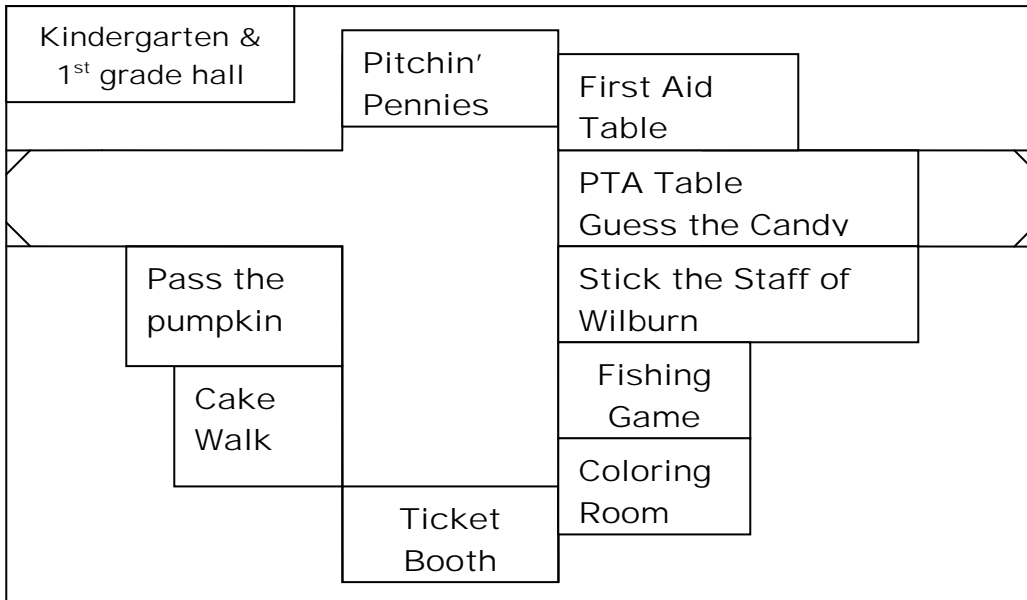 Kindergarten &
1st grade hall
Pitchin'
Pennies
First Aid
Table
PTA Table
Guess the Candy
Pass the
pumpkin
Stick the Staff of
Wilburn
Cake
Walk
Fishing
Game
Coloring
Room
Ticket
Booth